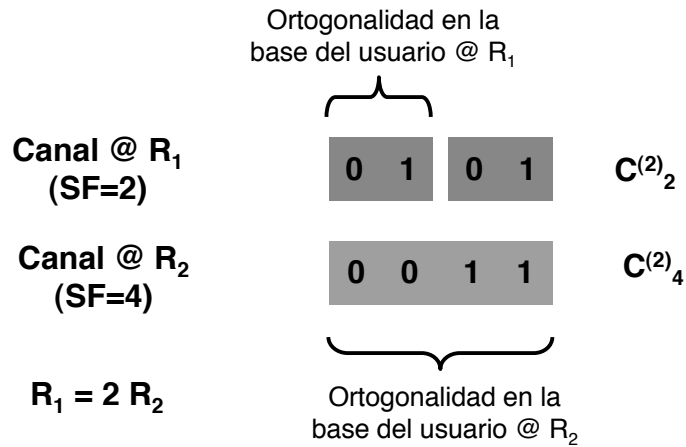 Ortogonalidad en la
base del usuario @ R₁
Canal @ R₁
(SF=2)
0 1 0 1
C⁽²⁾₂
Canal @ R₂
(SF=4)
0 0 1 1
C⁽²⁾₄
R₁ = 2 R₂
Ortogonalidad en la
base del usuario @ R₂